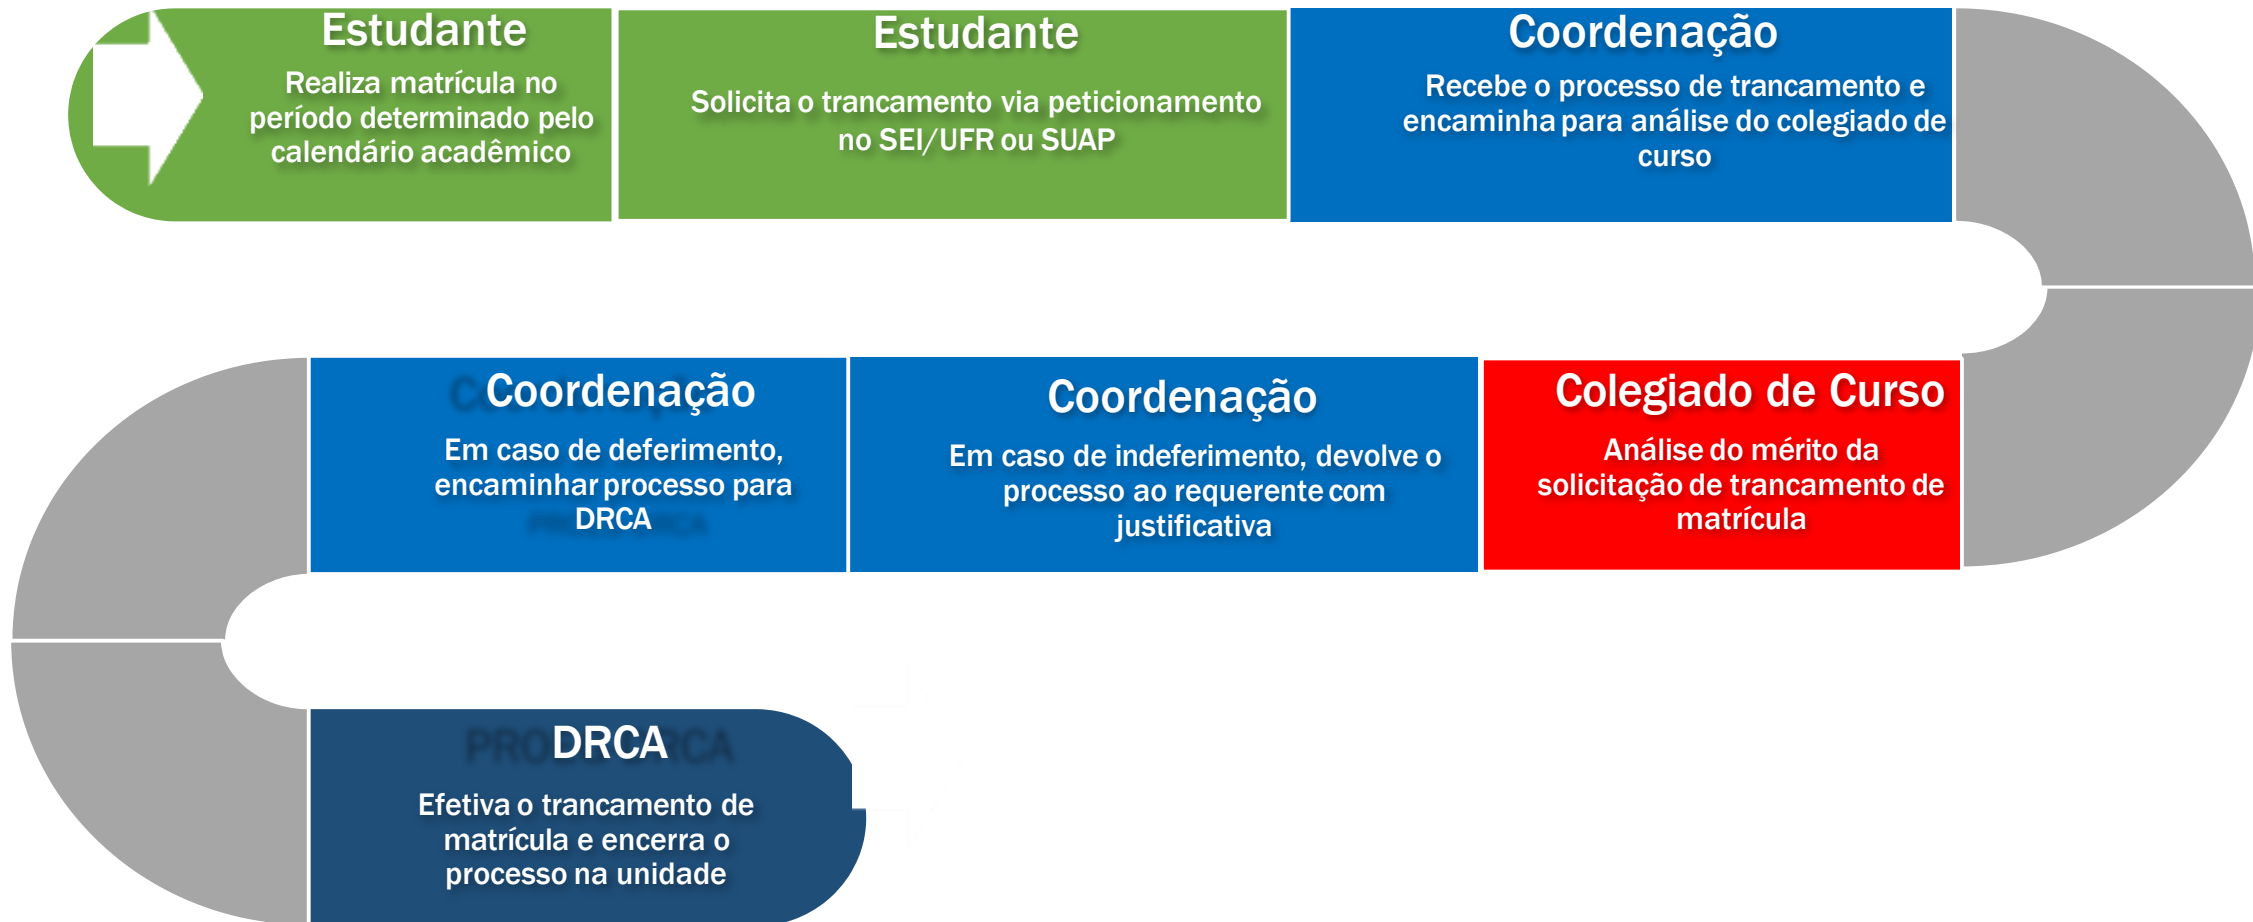 Estudante
Realiza matrícula no
período determinado pelo
calendário acadêmico
Estudante
Solicita o trancamento via peticionamento
no SEI/UFR ou SUAP
Coordenação
Recebe o processo de trancamento e
encaminha para análise do colegiado de
curso
Colegiado de Curso
Análise do mérito da
solicitação de trancamento de
matrícula
Coordenação
Em caso de indeferimento, devolve o
processo ao requerente com
justificativa
Coordenação
Em caso de deferimento,
encaminhar processo para
DRCA
DRCA
Efetiva o trancamento de
matrícula e encerra o
processo na unidade